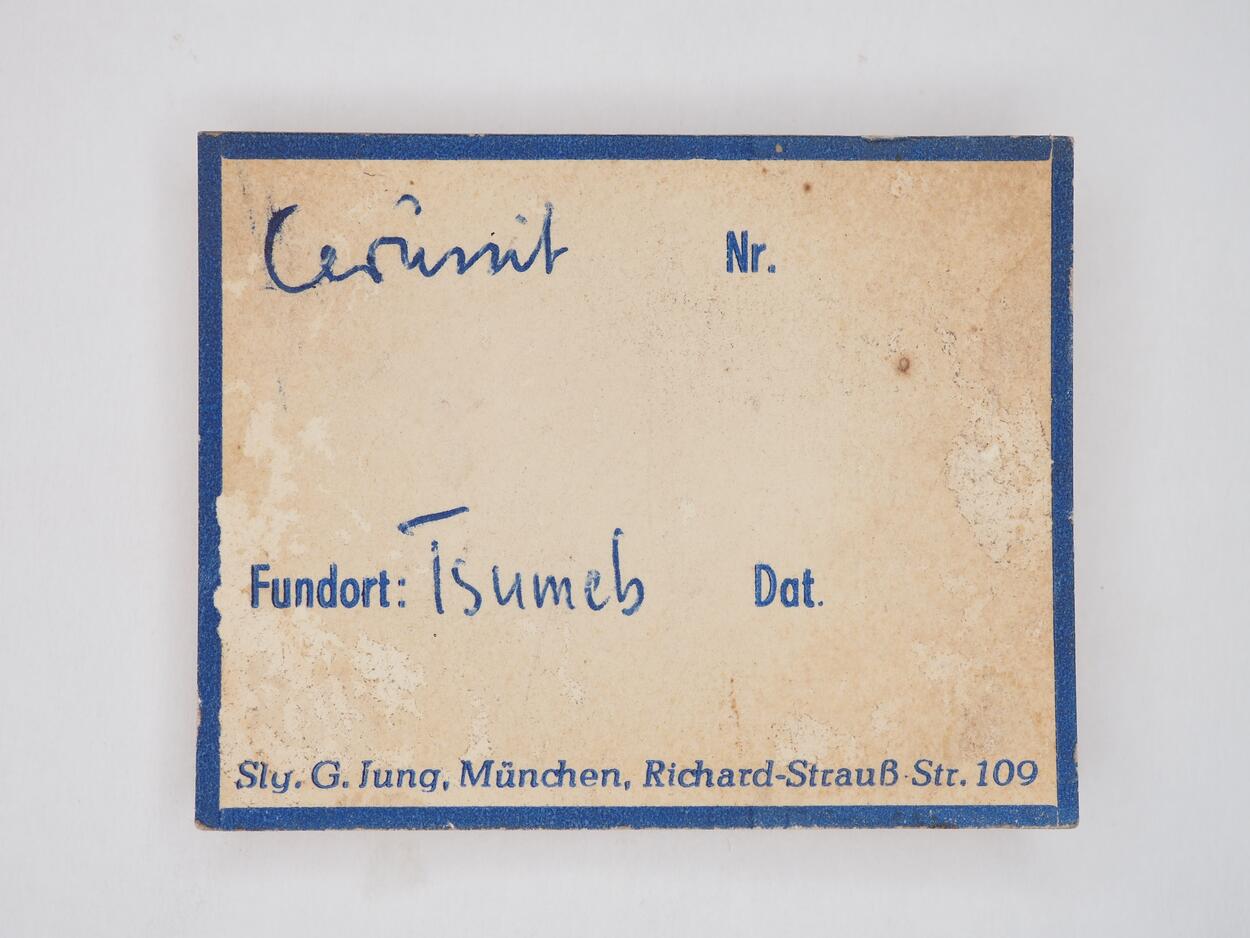 Cerussit Nr.
Fundort: Tsumeb Dat.
Slg. G. Jung, München, Richard-Strauß-Str. 109